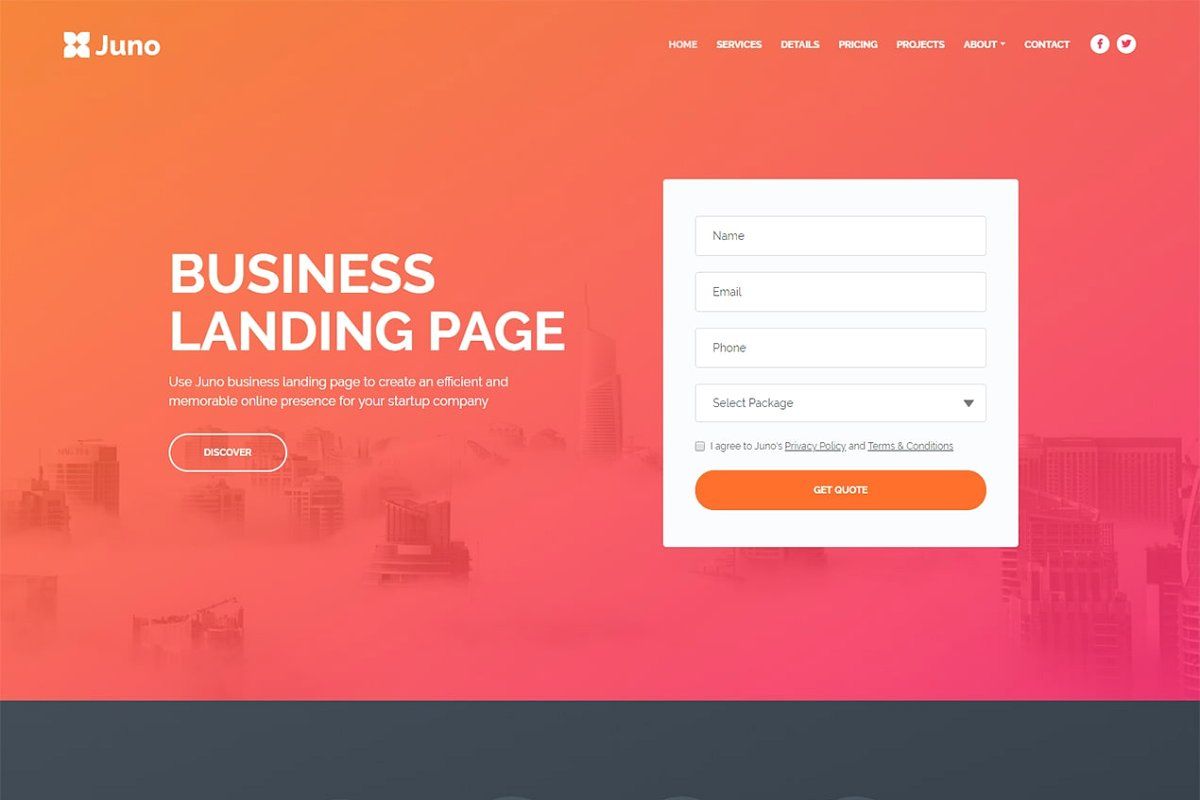 Juno
HOME SERVICES DETAILS PRICING PROJECTS ABOUT CONTACT
BUSINESS
LANDING PAGE
Use Juno business landing page to create an efficient and
memorable online presence for your startup company
DISCOVER
Name
Email
Phone
Select Package
I agree to Juno's Privacy Policy and Terms & Conditions
GET QUOTE